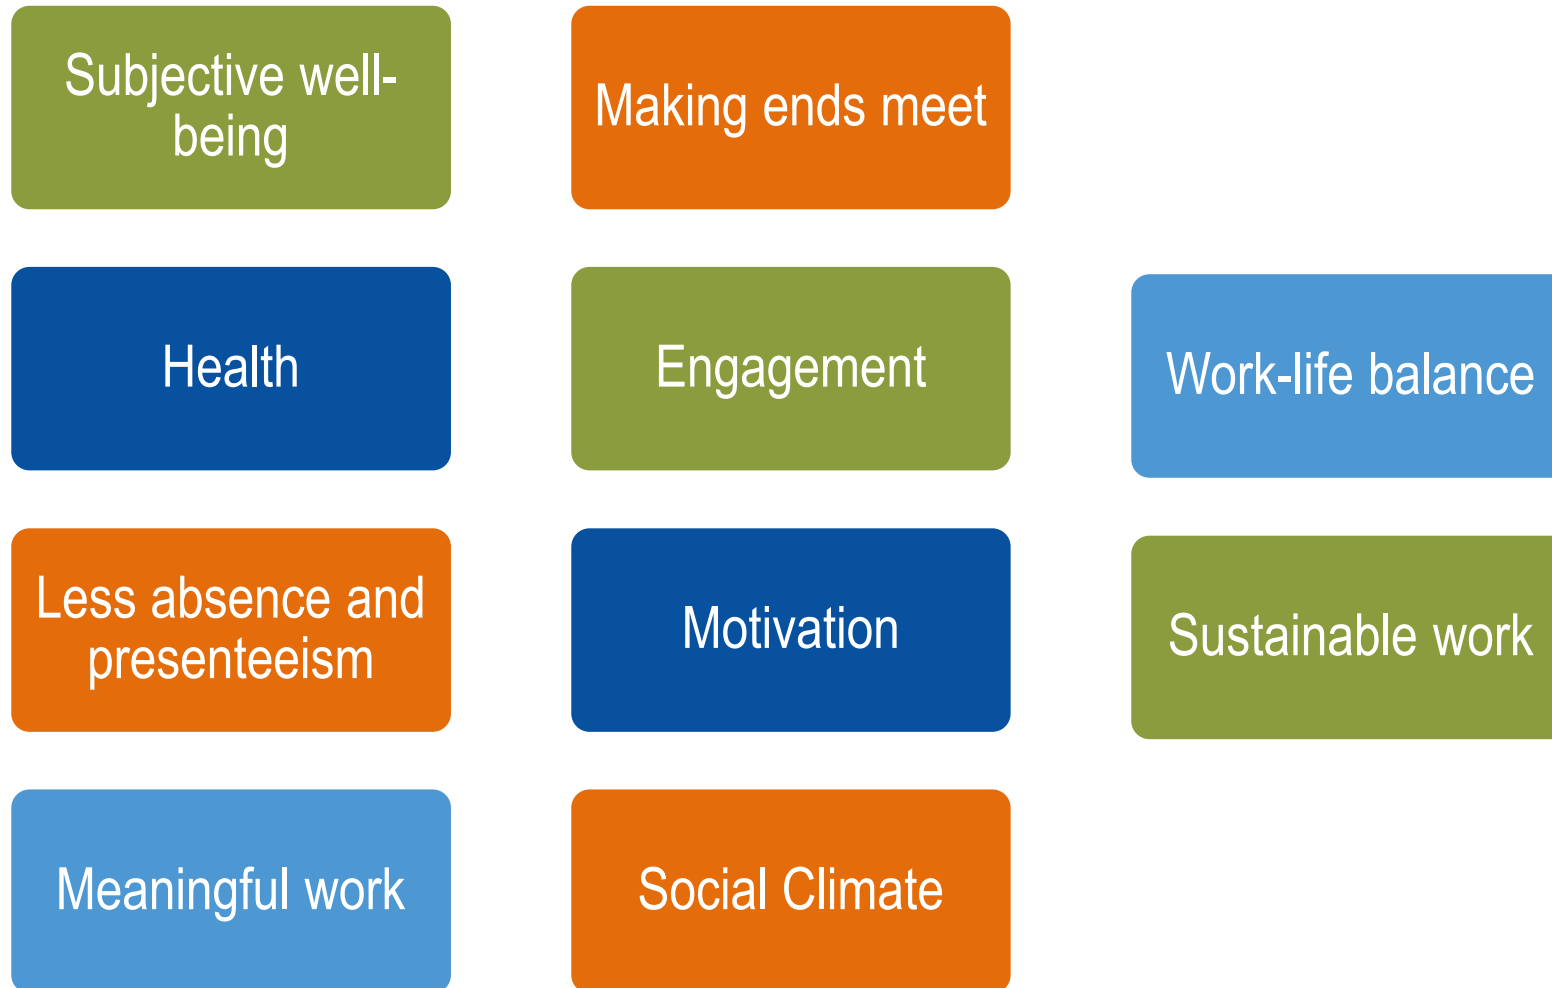 Subjective well-
being
Making ends meet
Health
Engagement
Work-life balance
Less absence and
presenteeism
Motivation
Sustainable work
Meaningful work
Social Climate